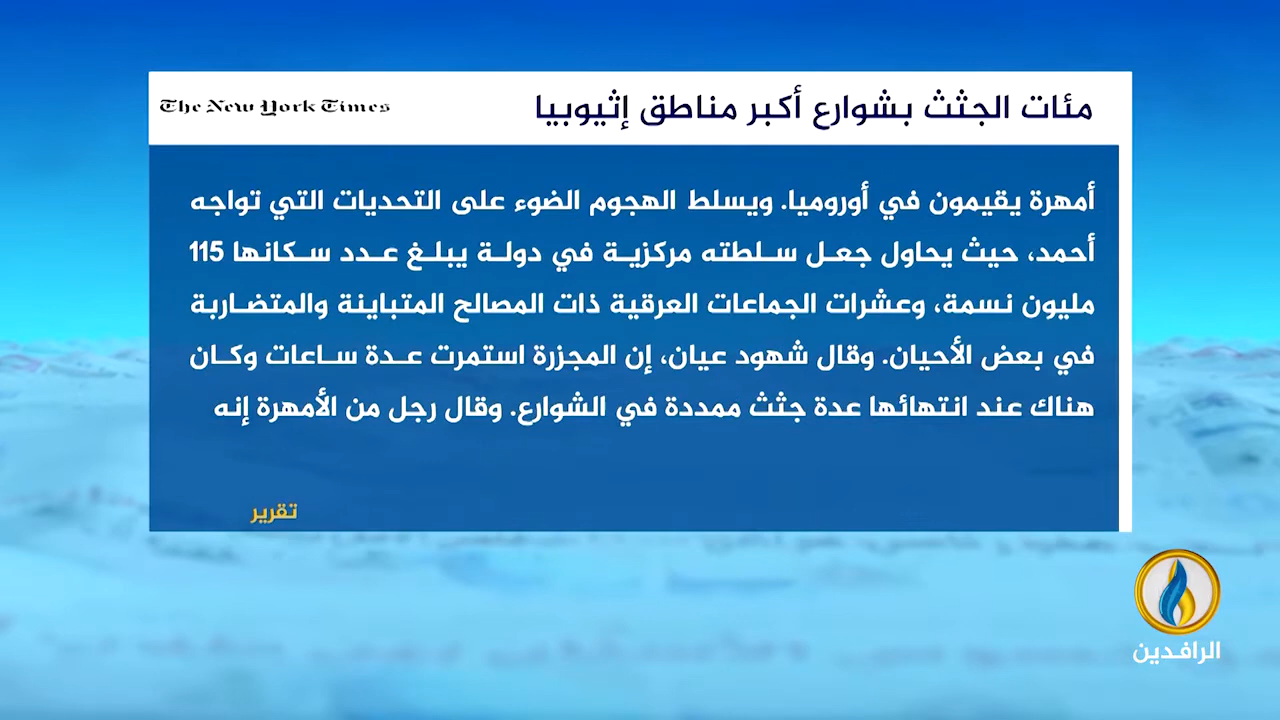 The New York Times
مئات الجثث بشوارع أكبر مناطق إثيوبيا
أمهرة يقيمون في أوروميا. ويسلط الهجوم الضوء على التحديات التي تواجه
أحمد، حيث يحاول جعل سلطته مركزية في دولة يبلغ عدد سكانها 115
مليون نسمة، وعشرات الجماعات العرقية ذات المصالح المتباينة والمتضاربة
في بعض الأحيان. وقال شهود عيان، إن المجزرة استمرت عدة ساعات وكان
هناك عند انتهائها عدة جثث ممددة في الشوارع. وقال رجل من الأمهرة إنه
تقرير
الرافدين